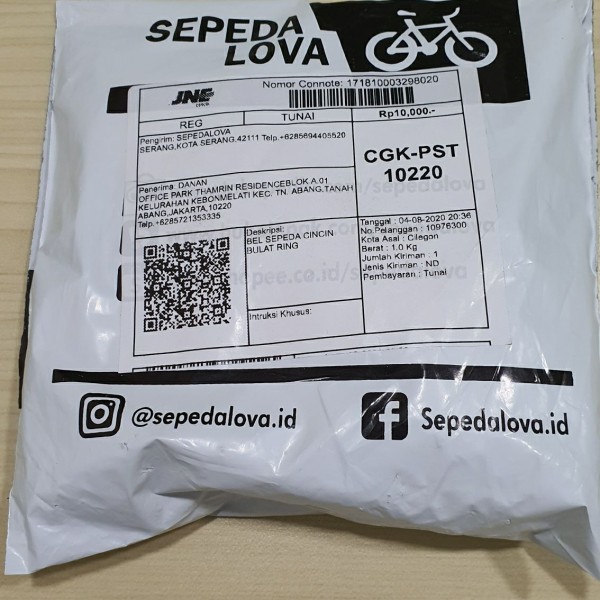 SEPEDA
LOVA
JNE
Nomor Connote: 171810003298020
REG
TUNAI
Rp10,000.-
Pengirim: SEPEDALOVA
SERANG,KOTA SERANG.42111 Telp.+6285694405520
CGK-PST
10220
Penerima: DANAN
OFFICE PARK THAMRIN RESIDENCEBLOK A.01
KELURAHAN KEBONMELATI KEC. TN. ABANG,TANAH
ABANG,JAKARTA,10220
Telp.+6285721353335
Deskripsi:
BEL SEPEDA CINCIN
BULAT RING
Intruksi Khusus:
Tanggal : 04-08-2020 20:36
No.Pelanggan : 10976300
Kota Asal : Cilegon
Berat : 1.0 Kg
Jumlah Kiriman : 1
Jenis Kiriman : ND
Pembayaran : Tunai
@sepedalova.id
Sepedalova.id